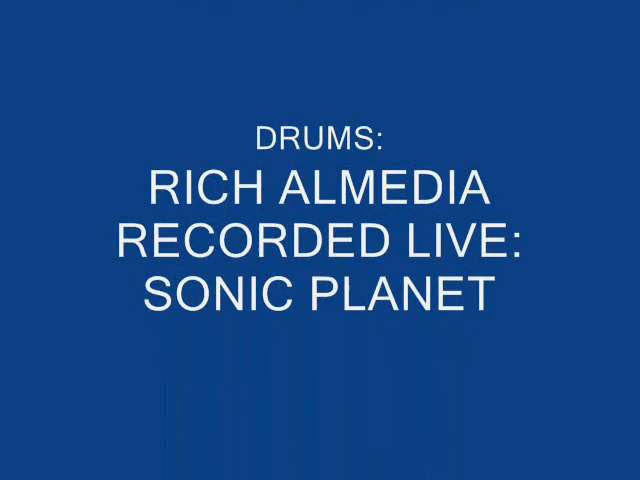 DRUMS:
RICH ALMEDIA
RECORDED LIVE:
SONIC PLANET